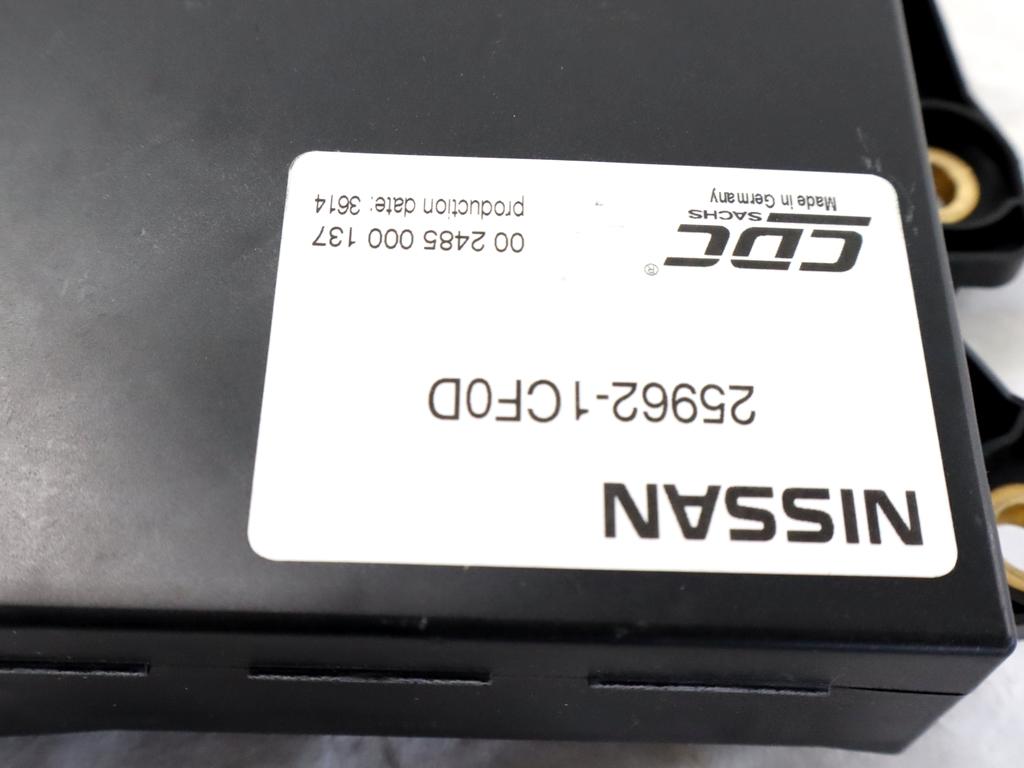 NISSAN
25962-1CF0D
CDC®
SACHS
Made in Germany
00 2485 000 137
production date: 3614